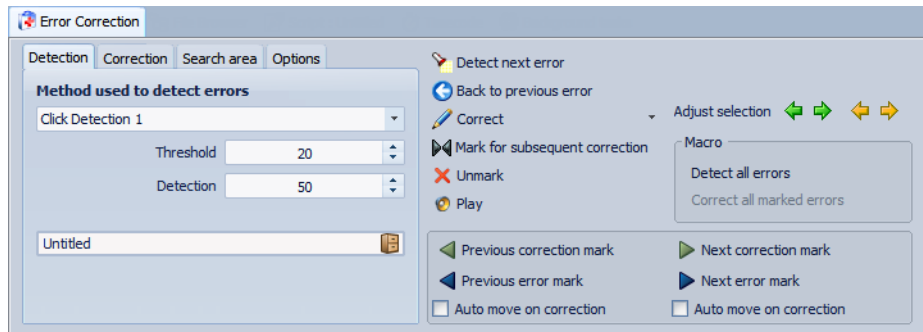 Error Correction
Detection Correction Search area Options
Method used to detect errors
Click Detection 1
Threshold 20
Detection 50
Untitled
Detect next error
Back to previous error
Correct
Mark for subsequent correction
Unmark
Play
Adjust selection
Macro
Detect all errors
Correct all marked errors
Previous correction mark
Next correction mark
Previous error mark
Next error mark
Auto move on correction
Auto move on correction